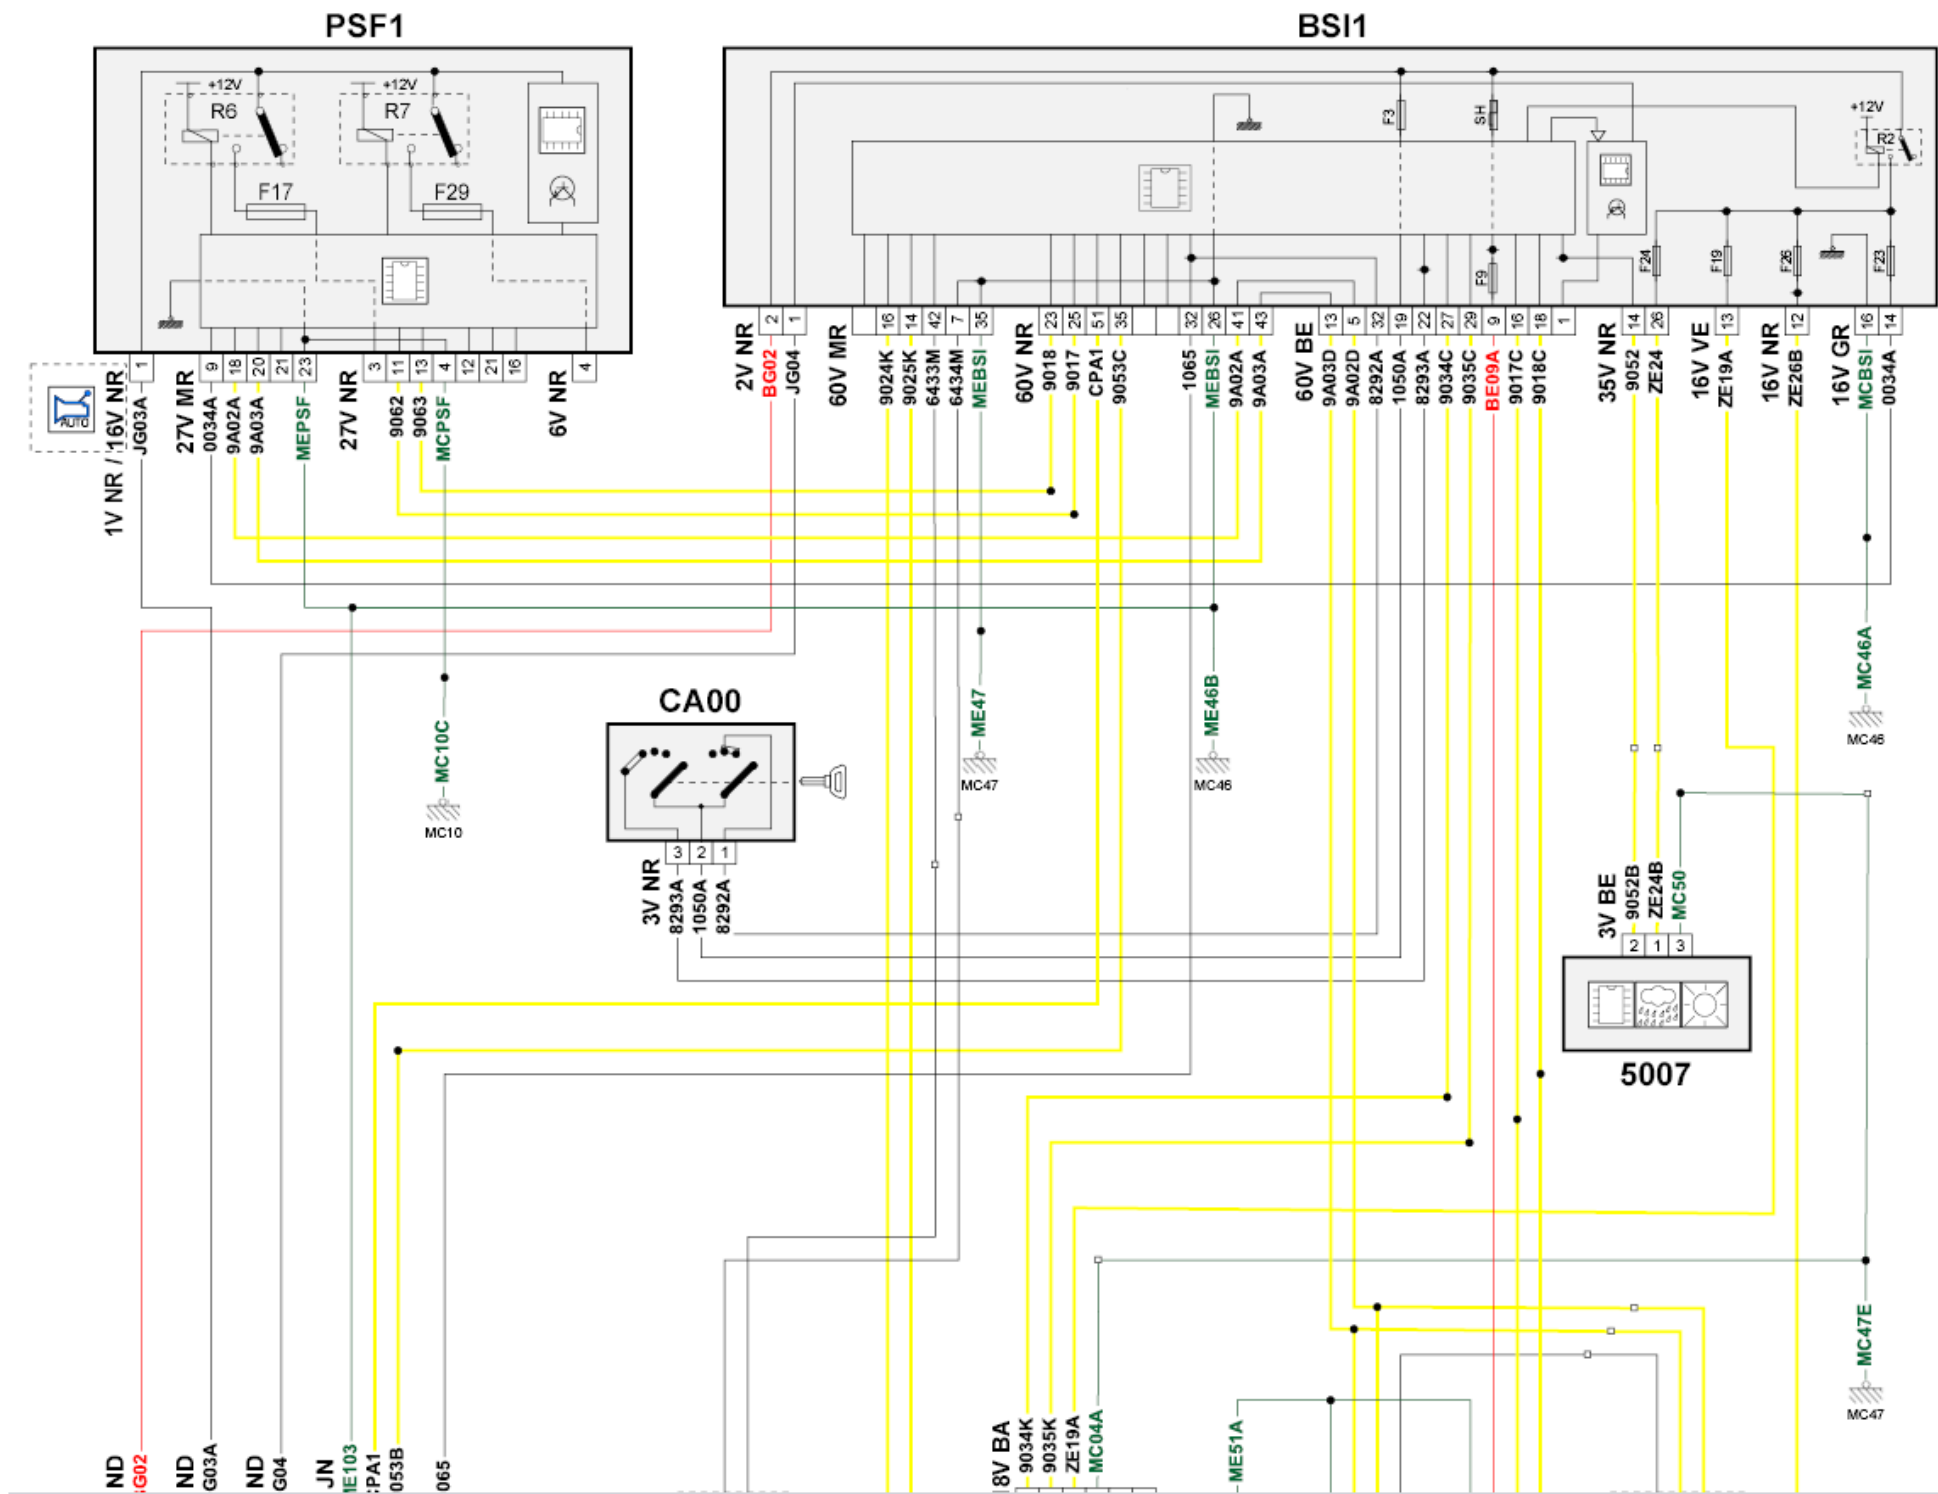 PSF1
BSI1
+12V
+12V
R6
R7
F17
F29
F3
SH
+12V
R2
F24
F19
F26
F23
F9
1
9
18
20
21
23
3
11
13
4
12
21
16
4
2
1
16
14
42
7
35
23
25
51
35
32
26
41
43
13
5
32
19
22
27
29
9
16
18
1
14
26
13
12
16
14
AUTO
1V NR / 16V NR
JG03A
27V MR
0034A
9A02A
9A03A
MEPSF
27V NR
9062
9063
MCPSF
6V NR
2V NR
BG02
JG04
60V MR
9024K
9025K
6433M
6434M
MEBSI
60V NR
9018
9017
CPA1
9053C
1065
MEBSI
9A02A
9A03A
60V BE
9A03D
9A02D
8292A
1050A
8293A
9034C
9035C
BE09A
9017C
9018C
35V NR
9052
ZE24
16V VE
ZE19A
16V NR
ZE26B
16V GR
MCBSI
0034A
MC10C
MC10
CA00
3 2 1
3V NR
8293A
1050A
8292A
ME47
MC47
ME46B
MC46
MC46A
MC46
3V BE
9052B
ZE24B
MC50
2 1 3
5007
MC47E
MC47
ND
G02
ND
G03A
ND
G04
JN
IE103
PA1
053B
065
8V BA
9034K
9035K
ZE19A
MC04A
ME51A